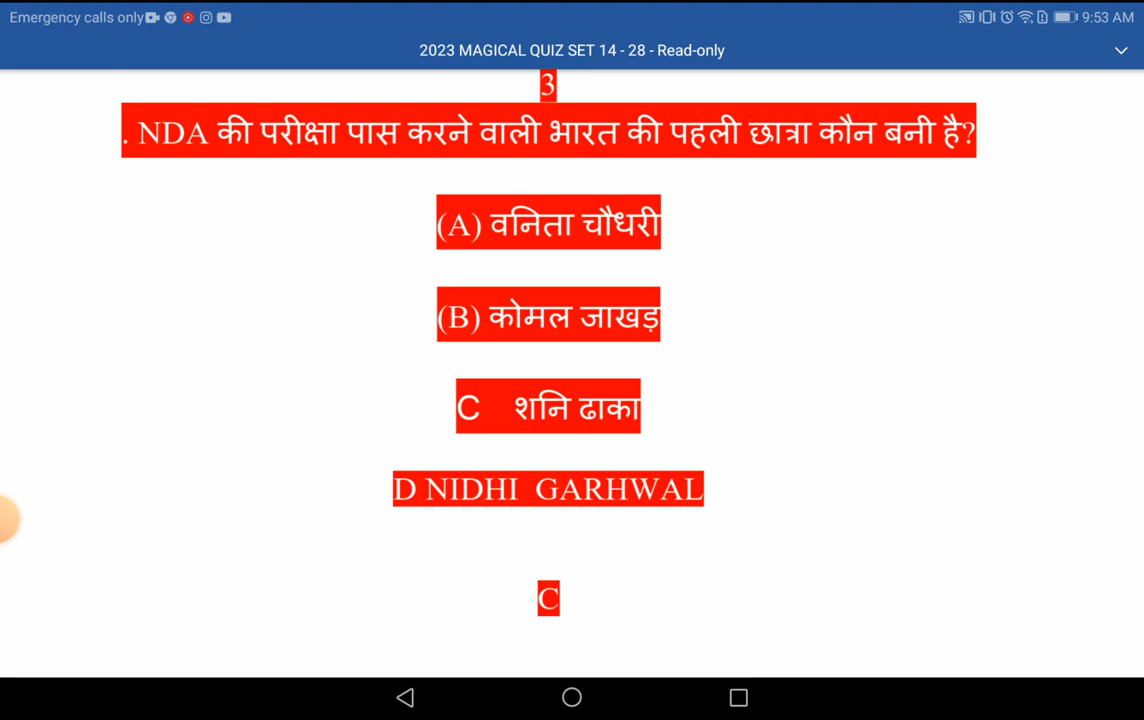 Emergency calls only
9:53 AM
2023 MAGICAL QUIZ SET 14 - 28 - Read-only
3
. NDA की परीक्षा पास करने वाली भारत की पहली छात्रा कौन बनी है?
(A) वनिता चौधरी
(B) कोमल जाखड़
C शनि ढाका
D NIDHI GARHWAL
C